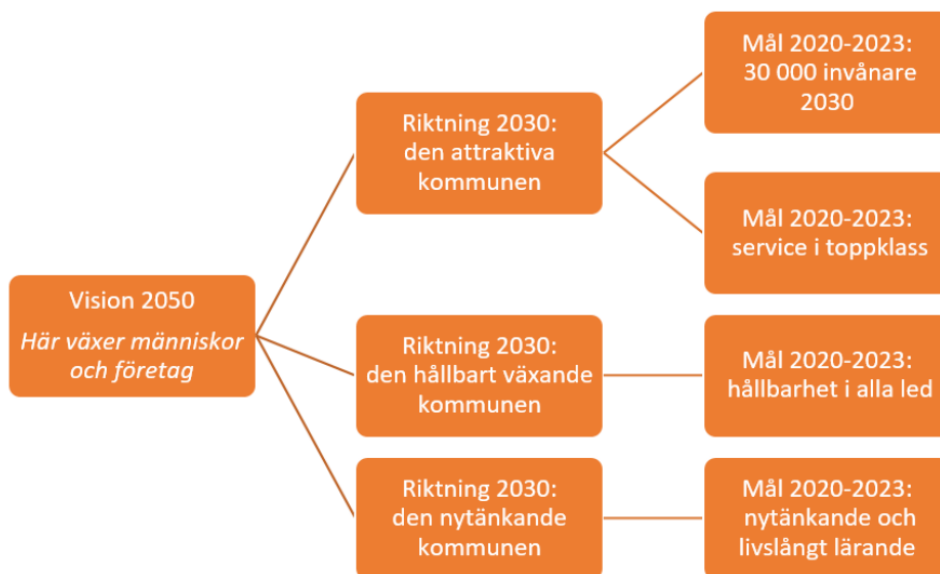 Vision 2050
Här växer människor
och företag
Riktning 2030:
den attraktiva
kommunen
Mål 2020-2023:
30 000 invånare
2030
Mål 2020-2023:
service i toppklass
Riktning 2030:
den hållbart växande
kommunen
Mål 2020-2023:
hållbarhet i alla led
Riktning 2030:
den nytänkande
kommunen
Mål 2020-2023:
nytänkande och
livslångt lärande